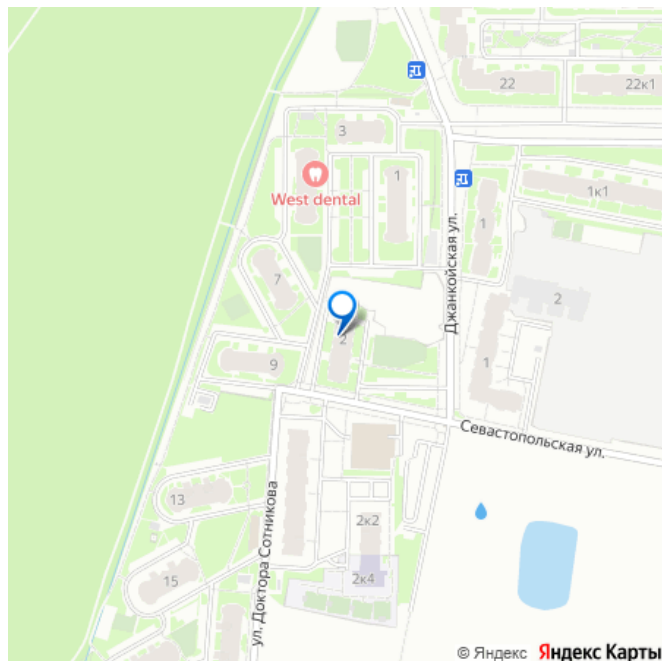 22
22к1
3
West dental
1
1
1к1
Джанкойская ул.
7
2
2
9
1
Севастопольская ул.
13
ул. Доктора Сотникова
2к2
15
2к4
© Яндекс Яндекс Карты